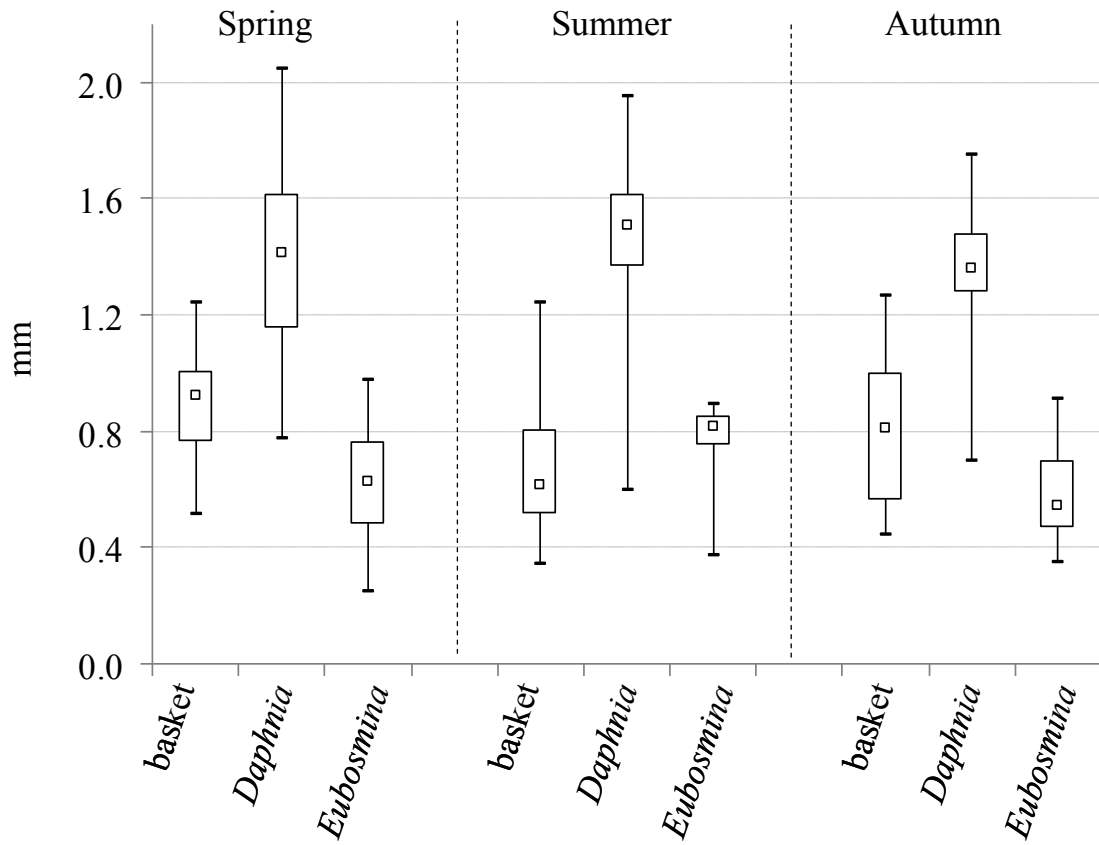 Spring Summer Autumn
2.0
1.6
1.2
0.8
0.4
0.0
mm
basket Daphnia Eubosmina basket Daphnia Eubosmina basket Daphnia Eubosmina